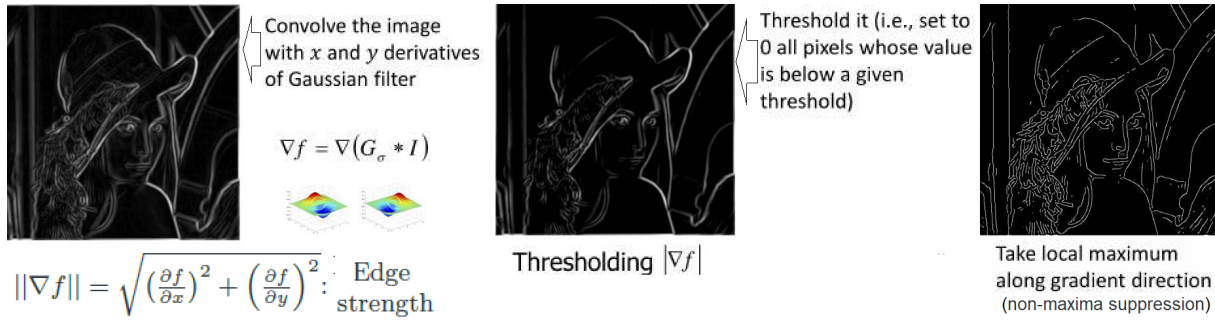 Convolve the image
with x and y derivatives
of Gaussian filter
∇f = ∇(G_σ * I)
||∇f|| = √((∂f/∂x)² + (∂f/∂y)²): Edge
strength
Threshold it (i.e., set to
0 all pixels whose value
is below a given
threshold)
Thresholding |∇f|
Take local maximum
along gradient direction
(non-maxima suppression)